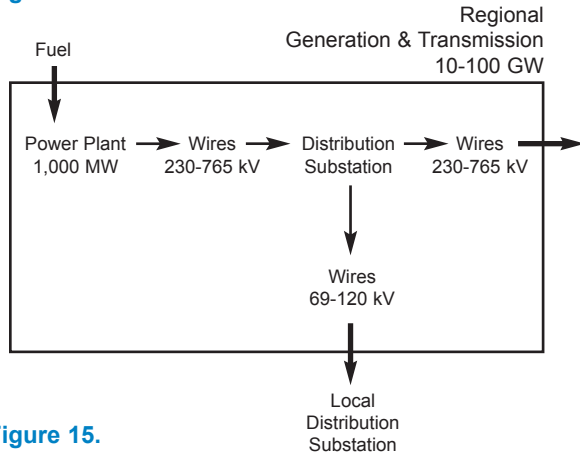 Regional
Generation & Transmission
10-100 GW
Fuel
Power Plant
1,000 MW
Wires
230-765 kV
Distribution
Substation
Wires
230-765 kV
Wires
69-120 kV
Local
Distribution
Substation
igure 15.